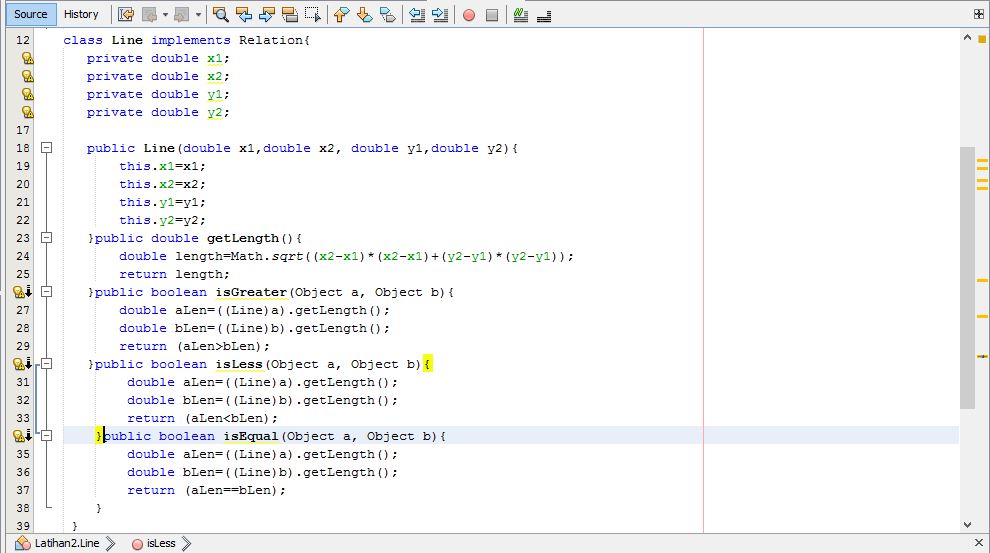 Source History
12 class Line implements Relation{
private double x1;
private double x2;
private double y1;
private double y2;
17
18 public Line(double x1,double x2, double y1,double y2){
19 this.x1=x1;
20 this.x2=x2;
21 this.y1=y1;
22 this.y2=y2;
23 }public double getLength(){
24 double length=Math.sqrt((x2-x1)*(x2-x1)+(y2-y1)*(y2-y1));
25 return length;
}public boolean isGreater(Object a, Object b){
27 double aLen=((Line)a).getLength();
28 double bLen=((Line)b).getLength();
29 return (aLen>bLen);
}public boolean isLess(Object a, Object b){
31 double aLen=((Line)a).getLength();
32 double bLen=((Line)b).getLength();
33 return (aLen<bLen);
}public boolean isEqual(Object a, Object b){
35 double aLen=((Line)a).getLength();
36 double bLen=((Line)b).getLength();
37 return (aLen==bLen);
38 }
39 }
Latihan2.Line isLess